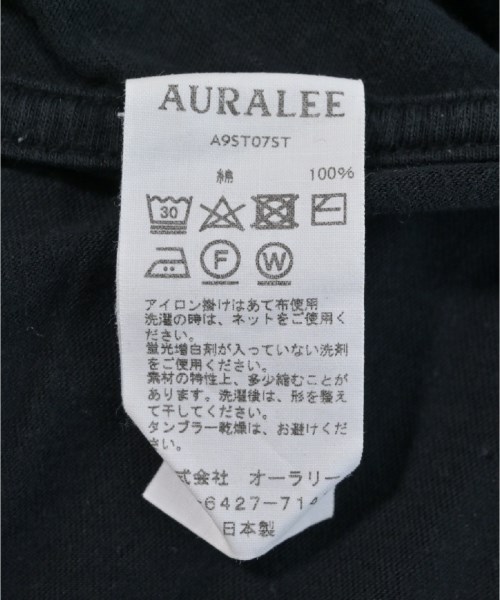 AURALEE
A9ST07ST
綿 100%
30
F W
アイロン掛けはあて布使用
洗濯の時は、ネットをご使用く
ださい。
蛍光増白剤が入っていない洗剤
をご使用ください。
素材の特性上、多少縮むことが
あります。洗濯後は、形を整え
て干してください。
タンブラー乾燥は、お避けくだ
さい。
式会社 オーラリー
-6427-714
日本製